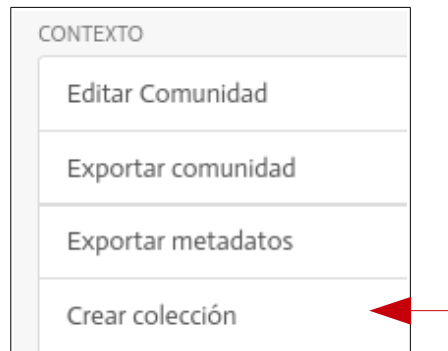 CONTEXTO
Editar Comunidad
Exportar comunidad
Exportar metadatos
Crear colección